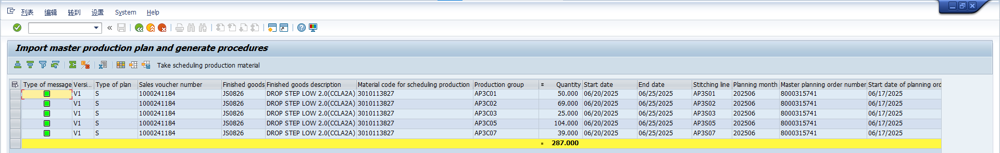 列表 编辑 转到 设置 System Help
Import master production plan and generate procedures
Take scheduling production material
Type of message Versi... Type of plan Sales voucher number Finished goods Finished goods description Material code for scheduling production Production group Σ Quantity Start date End date Stitching line Planning month Master planning order number Start date of planning ord
V1 S 1000241184 JS0826 DROP STEP LOW 2.0(CCLA2A) 3010113827 AP3C01 50.000 06/20/2025 06/25/2025 AP3S01 202506 8000315741 06/17/2025
V1 S 1000241184 JS0826 DROP STEP LOW 2.0(CCLA2A) 3010113827 AP3C02 69.000 06/20/2025 06/25/2025 AP3S02 202506 8000315741 06/17/2025
V1 S 1000241184 JS0826 DROP STEP LOW 2.0(CCLA2A) 3010113827 AP3C03 25.000 06/20/2025 06/25/2025 AP3S03 202506 8000315741 06/17/2025
V1 S 1000241184 JS0826 DROP STEP LOW 2.0(CCLA2A) 3010113827 AP3C05 104.000 06/20/2025 06/25/2025 AP3S05 202506 8000315741 06/17/2025
V1 S 1000241184 JS0826 DROP STEP LOW 2.0(CCLA2A) 3010113827 AP3C07 39.000 06/20/2025 06/25/2025 AP3S07 202506 8000315741 06/17/2025
287.000